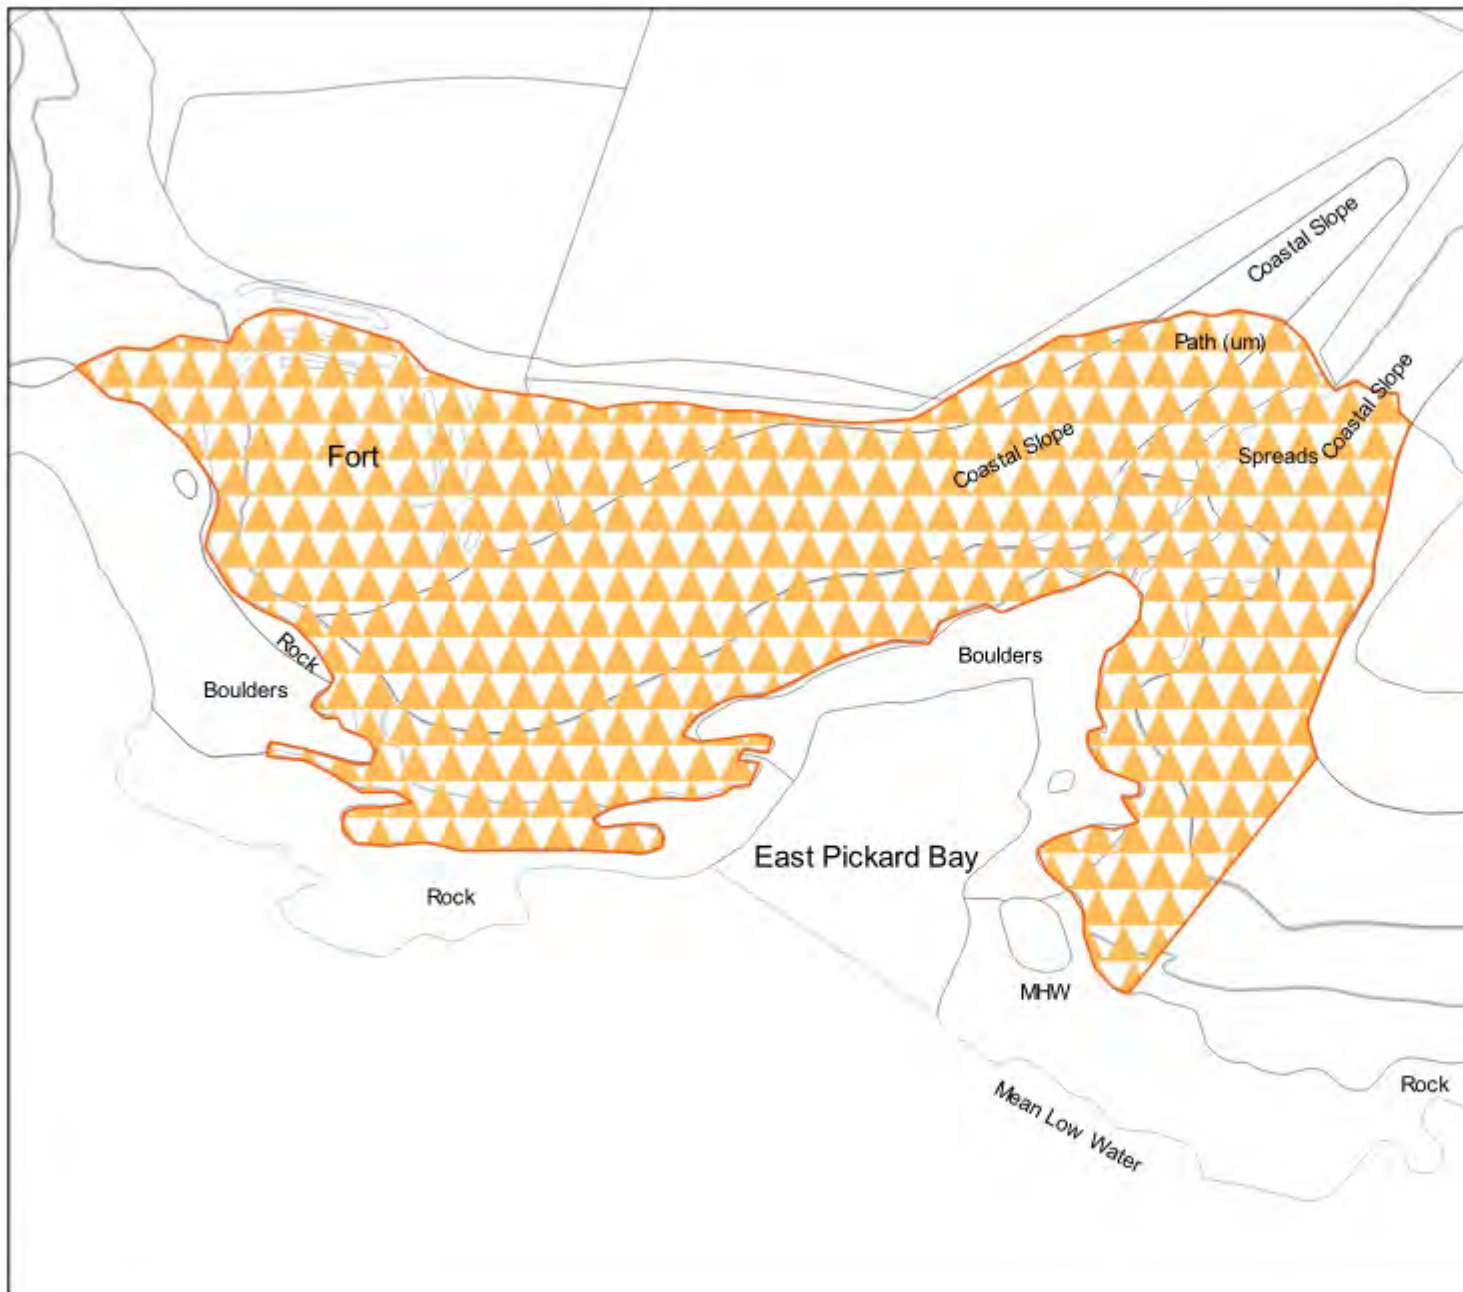 Coastal Slope
Path (um)
Coastal Slope
Fort
Coastal Slope
Spreads
Rock
Boulders
Boulders
East Pickard Bay
Rock
MHW
Rock
Mean Low Water